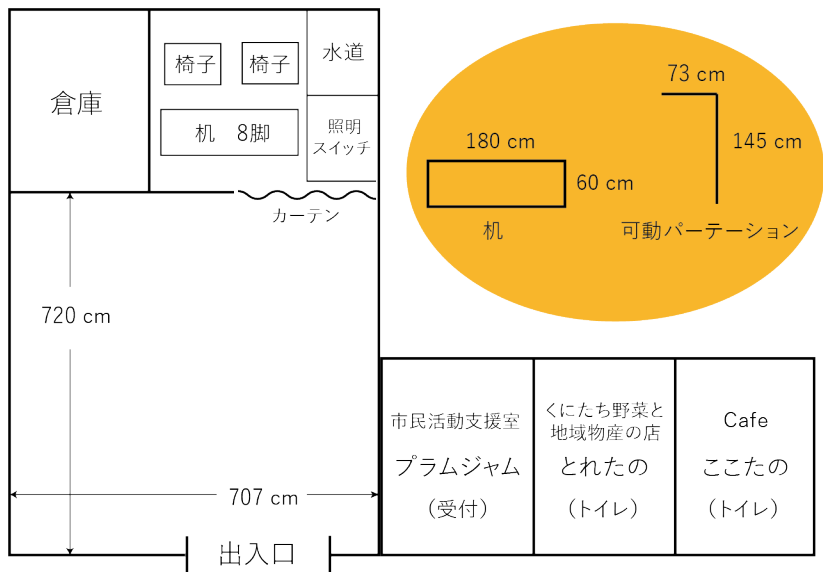 倉庫
椅子
椅子
水道
机 8脚
照明
スイッチ
カーテン
73 cm
180 cm
145 cm
60 cm
机
可動パーテーション
720 cm
707 cm
出入口
市民活動支援室
プラムジャム
(受付)
くにたち野菜と
地域物産の店
とれたの
(トイレ)
Cafe
ここたの
(トイレ)